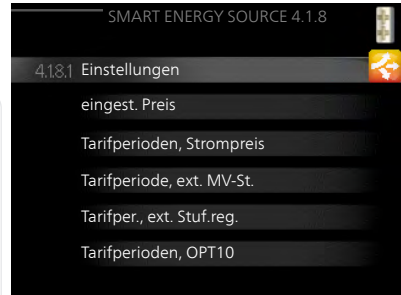 SMART ENERGY SOURCE 4.1.8
4.1.8.1 Einstellungen
eingest. Preis
Tarifperioden, Strompreis
Tarifperiode, ext. MV-St.
Tarifper., ext. Stuf.reg.
Tarifperioden, OPT10